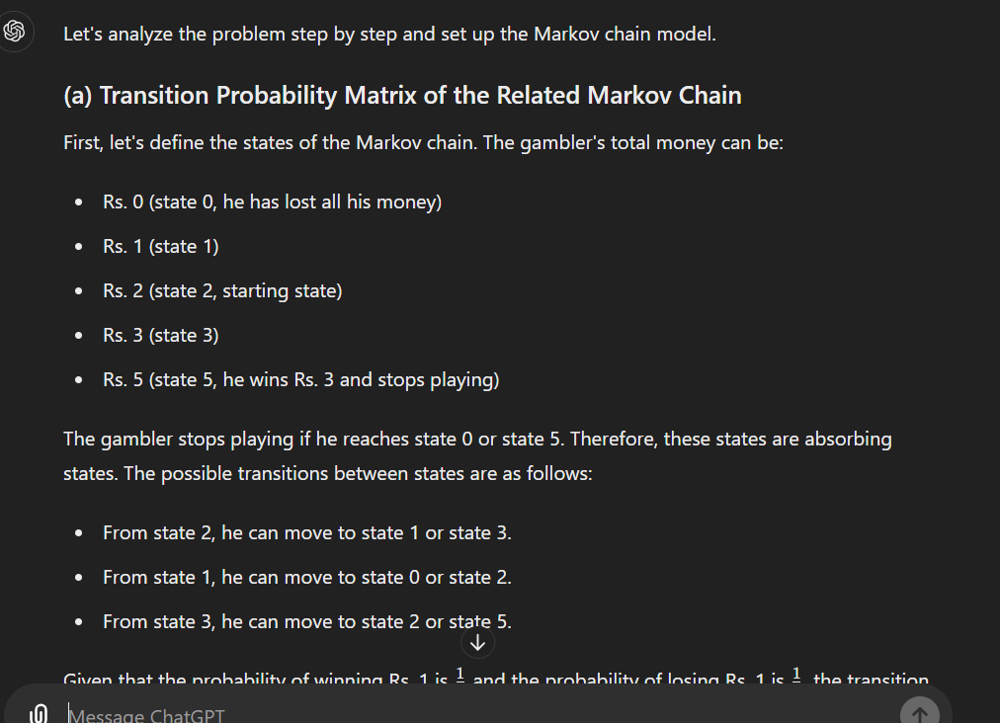 Let's analyze the problem step by step and set up the Markov chain model.
(a) Transition Probability Matrix of the Related Markov Chain
First, let's define the states of the Markov chain. The gambler's total money can be:
• Rs. 0 (state 0, he has lost all his money)
• Rs. 1 (state 1)
• Rs. 2 (state 2, starting state)
• Rs. 3 (state 3)
• Rs. 5 (state 5, he wins Rs. 3 and stops playing)
The gambler stops playing if he reaches state 0 or state 5. Therefore, these states are absorbing
states. The possible transitions between states are as follows:
• From state 2, he can move to state 1 or state 3.
• From state 1, he can move to state 0 or state 2.
• From state 3, he can move to state 2 or state 5.
Given that the probability of winning Rs. 1 is 1 and the probability of losing Rs. 1 is 1 the transition
Message ChatGPT